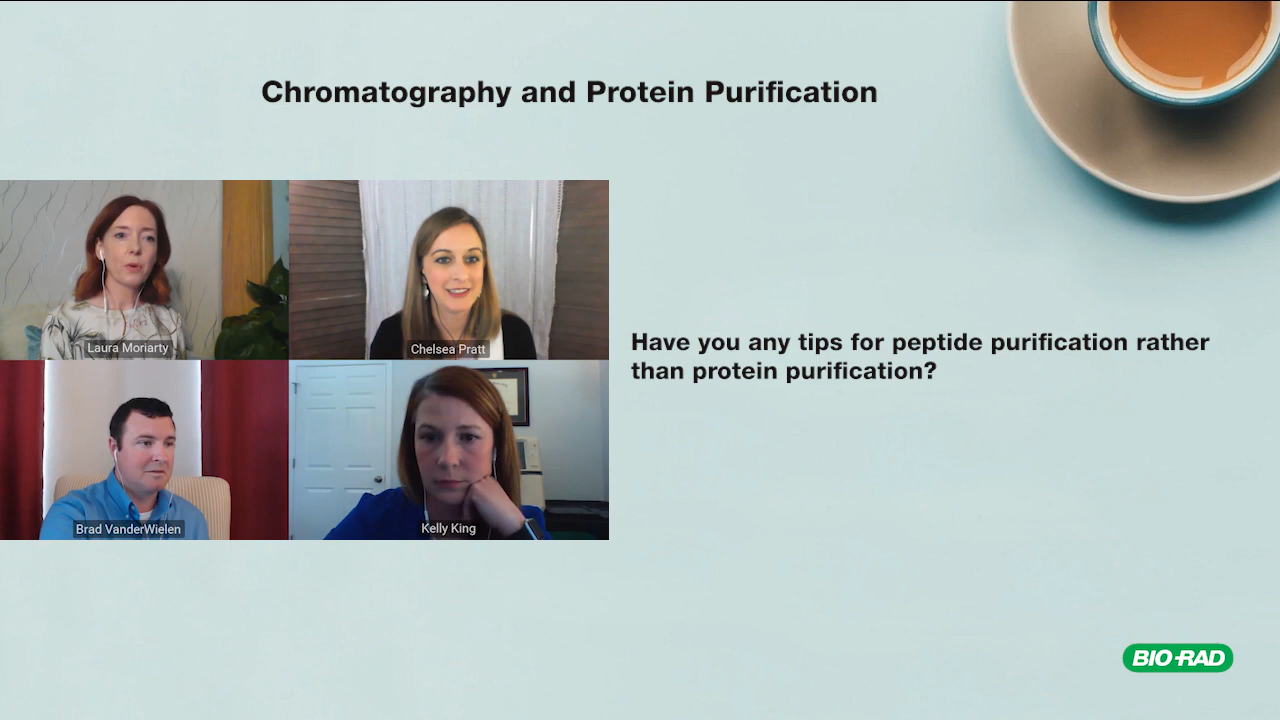 Chromatography and Protein Purification
Laura Moriarty
Chelsea Pratt
Brad VanderWielen
Kelly King
Have you any tips for peptide purification rather
than protein purification?
BIO-RAD